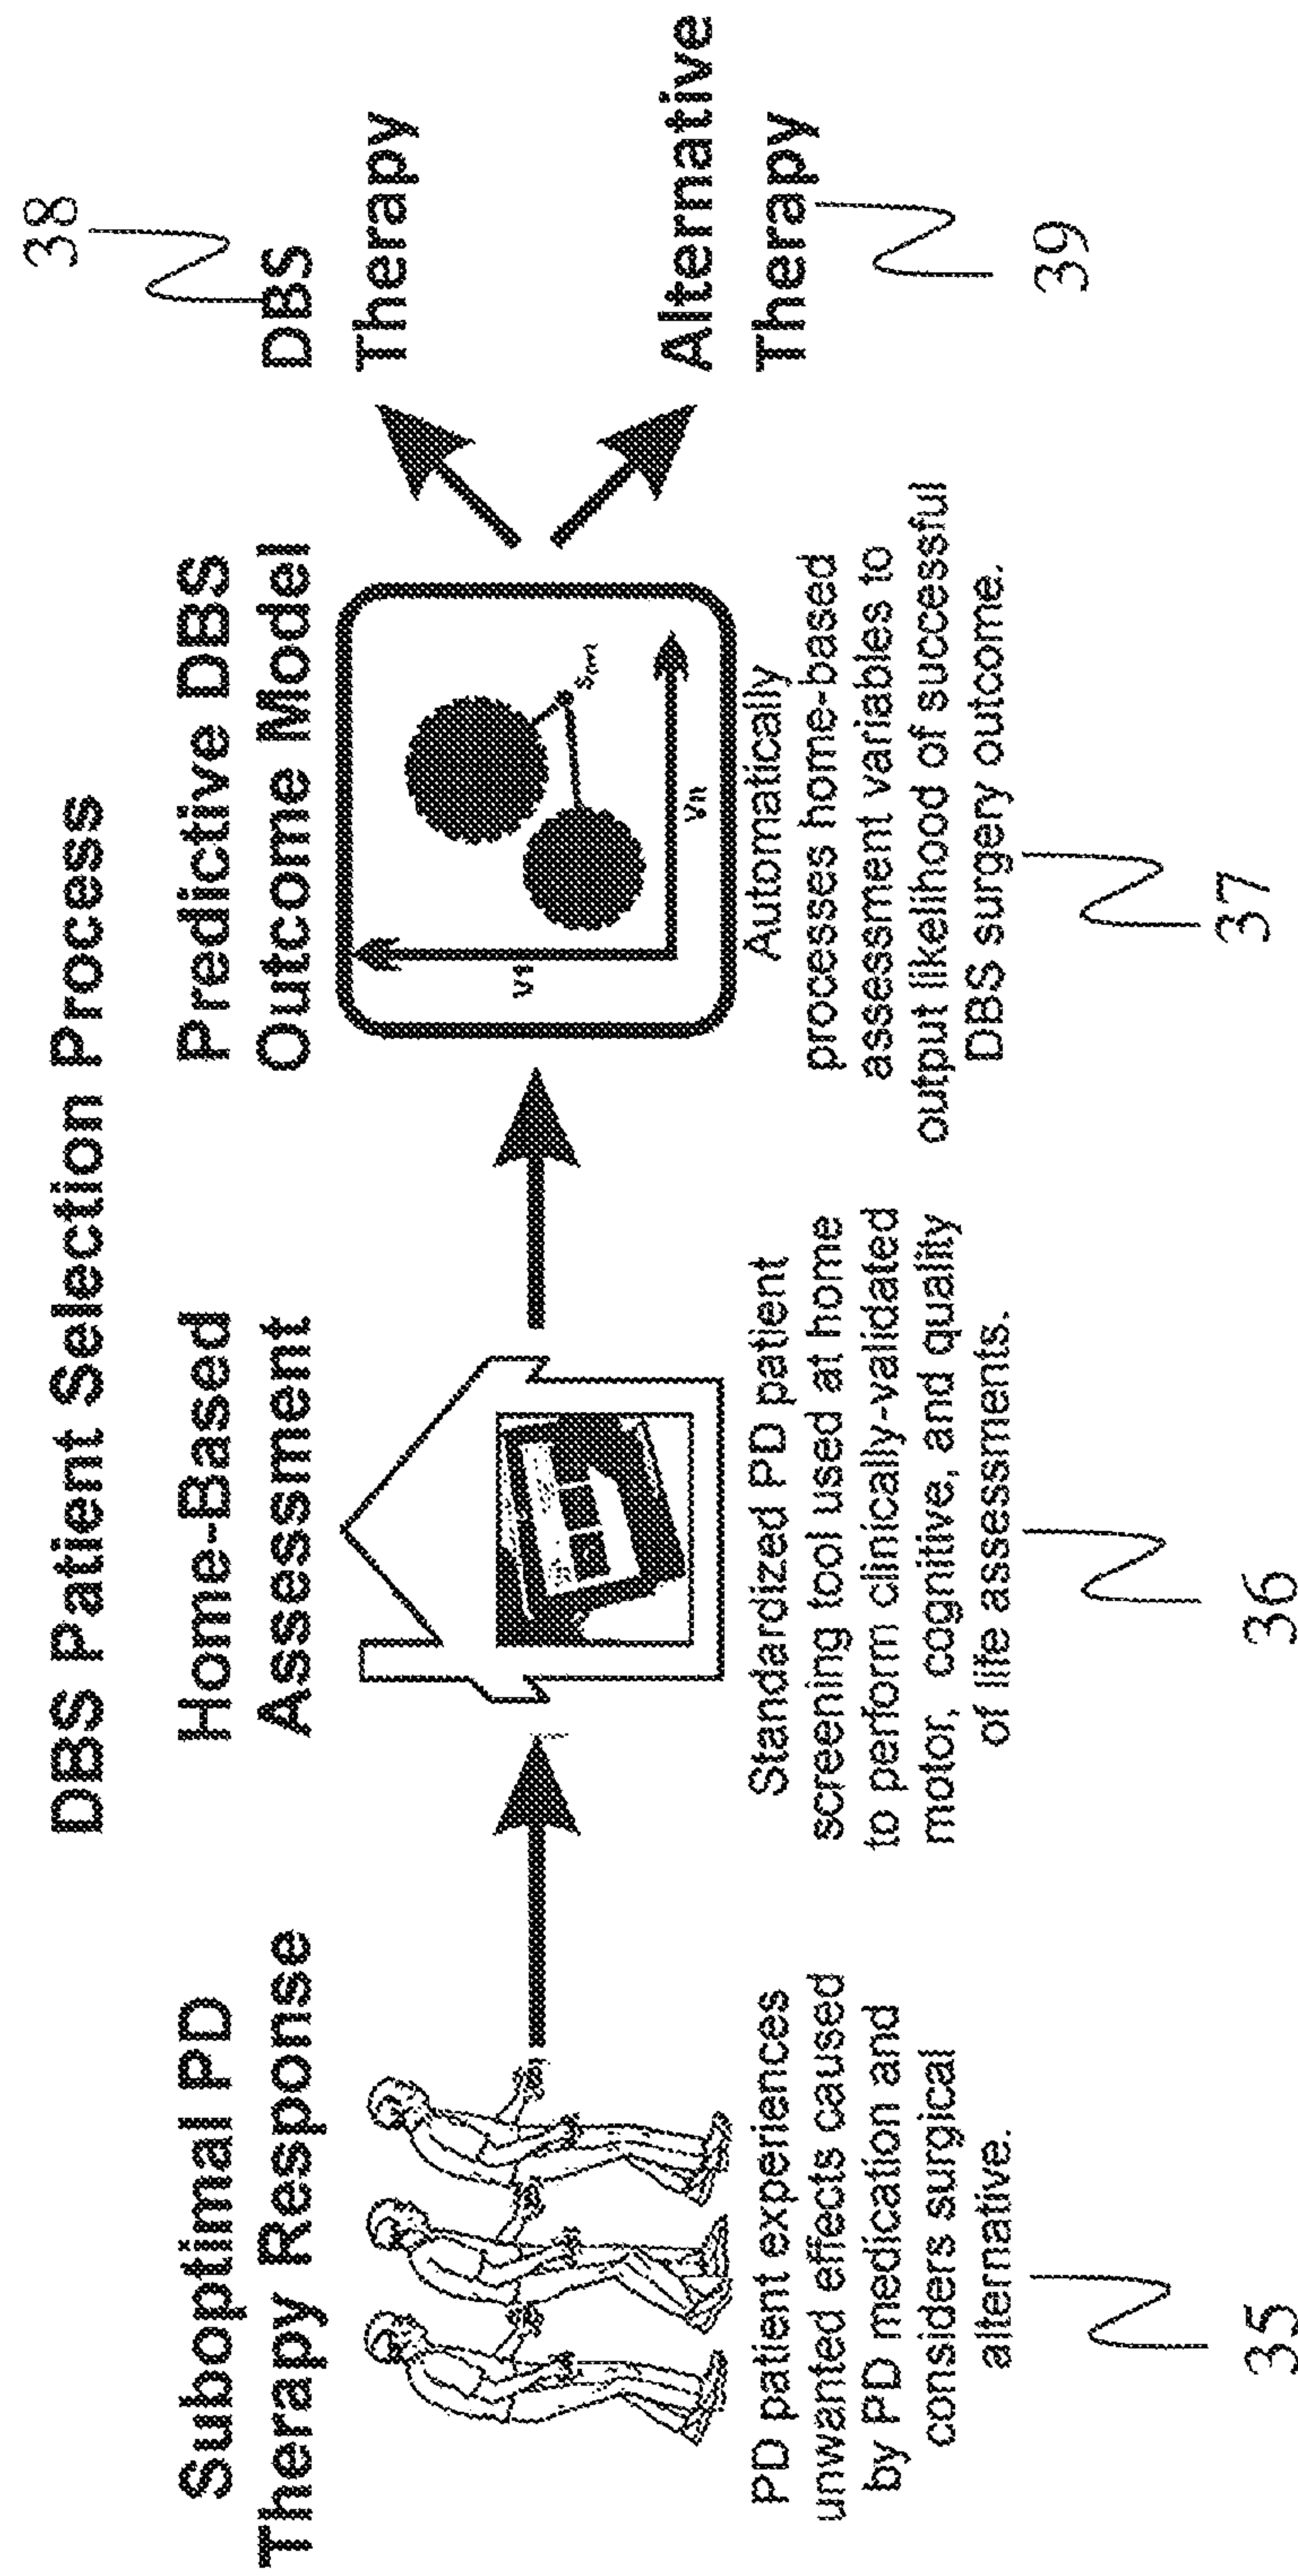 DBS Patient Selection Process
Suboptimal PD
Therapy Response
PD patient experiences
unwanted effects caused
by PD medication and
considers surgical
alternative.
35
Home-Based
Assessment
Standardized PD patient
screening tool used at home
to perform clinically-validated
motor, cognitive, and quality
of life assessments.
36
Predictive DBS
Outcome Model
V1
Vn
Automatically
processes home-based
assessment variables to
output likelihood of successful
DBS surgery outcome.
37
38
DBS
Therapy
Alternative
Therapy
39